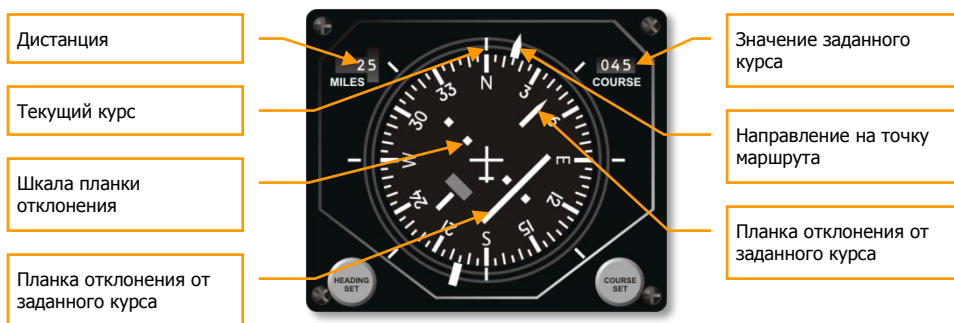 Дистанция
Текущий курс
Шкала планки
отклонения
Планка отклонения от
заданного курса
25
MILES
045
COURSE
N
3
6
E
12
15
S
21
24
W
30
33
HEADING
SET
COURSE
SET
Значение заданного
курса
Направление на точку
маршрута
Планка отклонения от
заданного курса